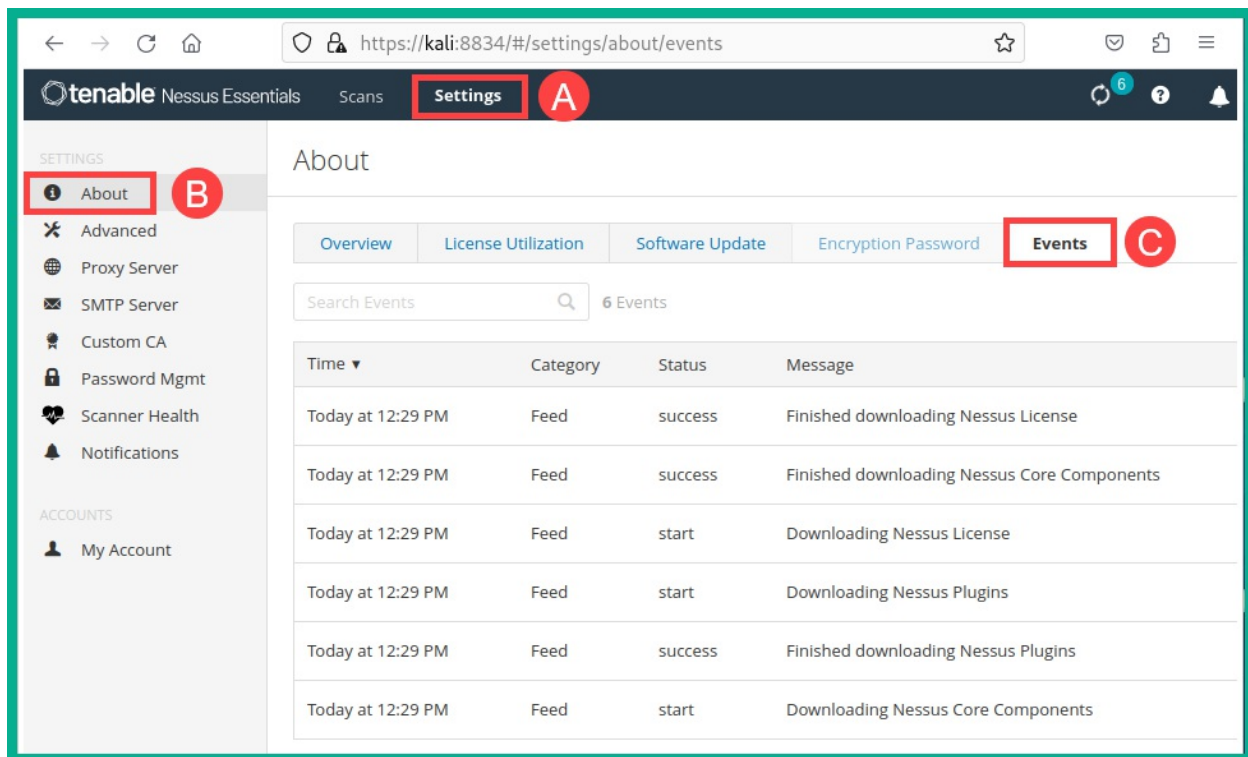 https://kali:8834/#/settings/about/events
tenable Nessus Essentials Scans Settings A 6
SETTINGS
About B
Advanced
Proxy Server
SMTP Server
Custom CA
Password Mgmt
Scanner Health
Notifications
ACCOUNTS
My Account
About
Overview License Utilization Software Update Encryption Password Events C
Search Events 6 Events
Time ▼ Category Status Message
Today at 12:29 PM Feed success Finished downloading Nessus License
Today at 12:29 PM Feed success Finished downloading Nessus Core Components
Today at 12:29 PM Feed start Downloading Nessus License
Today at 12:29 PM Feed start Downloading Nessus Plugins
Today at 12:29 PM Feed success Finished downloading Nessus Plugins
Today at 12:29 PM Feed start Downloading Nessus Core Components